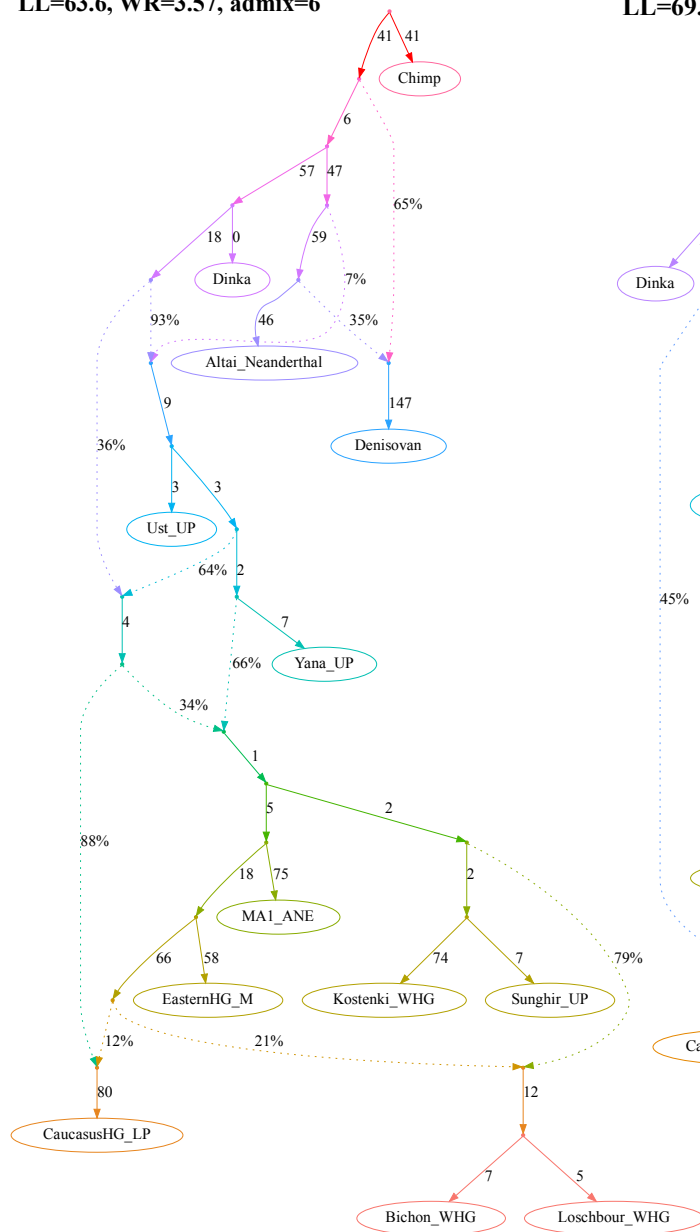 LL=63.6, WR=3.57, admix=6
LL=69.
41 41
Chimp
6
57 47
65%
18 0
59
Dinka
7%
Dinka
93%
46
35%
Altai_Neanderthal
9
147
36%
Denisovan
3
3
Ust_UP
64% 2
45%
4
7
66%
Yana_UP
34%
1
5
2
88%
18 75
2
MA1_ANE
66
58
74
7
79%
EasternHG_M
Kostenki_WHG
Sunghir_UP
12%
21%
Ca
80
12
CaucasusHG_LP
7
5
Bichon_WHG
Loschbour_WHG